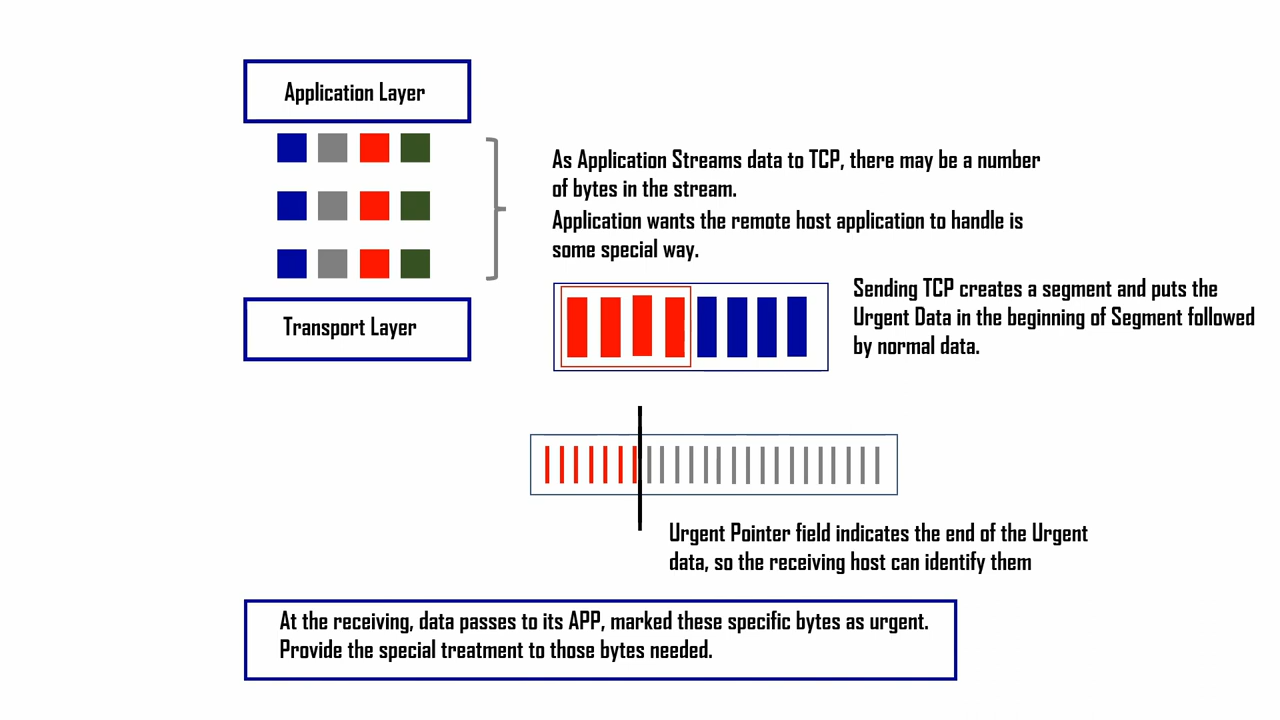 Application Layer
As Application Streams data to TCP, there may be a number
of bytes in the stream.
Application wants the remote host application to handle is
some special way.
Sending TCP creates a segment and puts the
Urgent Data in the beginning of Segment followed
by normal data.
Transport Layer
Urgent Pointer field indicates the end of the Urgent
data, so the receiving host can identify them
At the receiving, data passes to its APP, marked these specific bytes as urgent.
Provide the special treatment to those bytes needed.